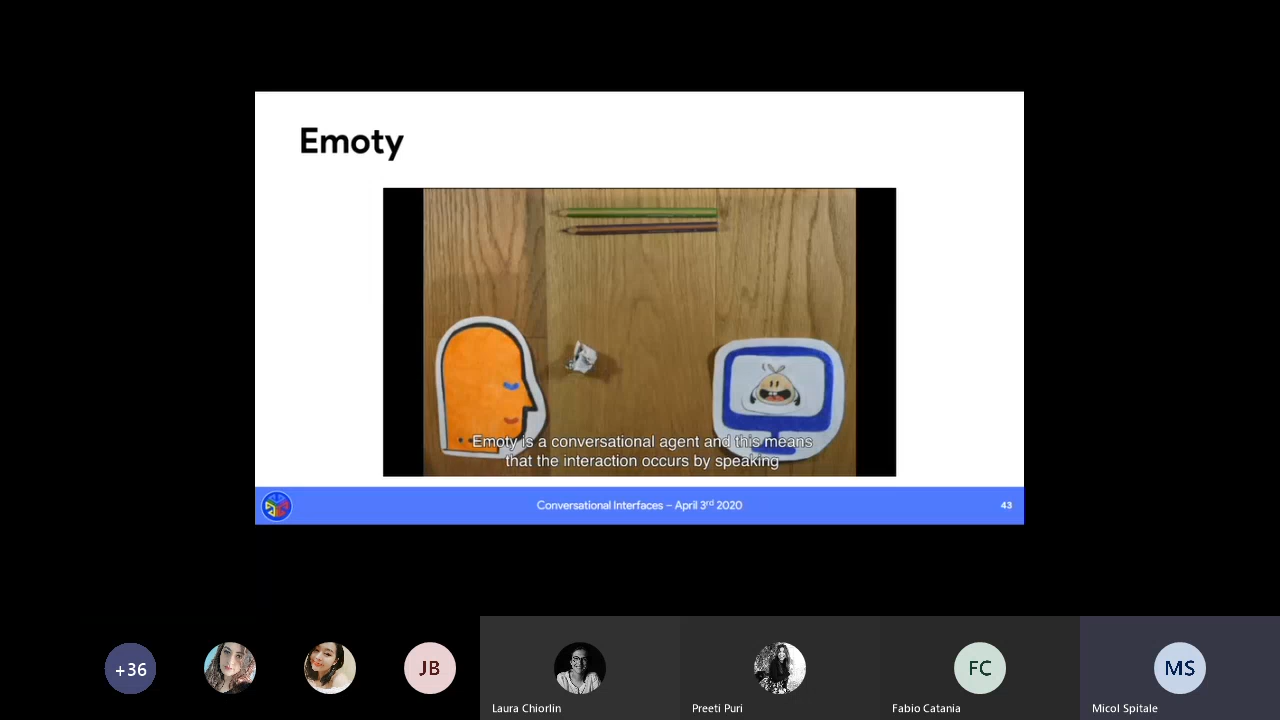 Emoty
Emoty is a conversational agent and this means
that the interaction occurs by speaking
Conversational Interfaces – April 3rd 2020
43
+36
JB
FC
MS
Laura Chiorlin
Preeti Puri
Fabio Catania
Micol Spitale